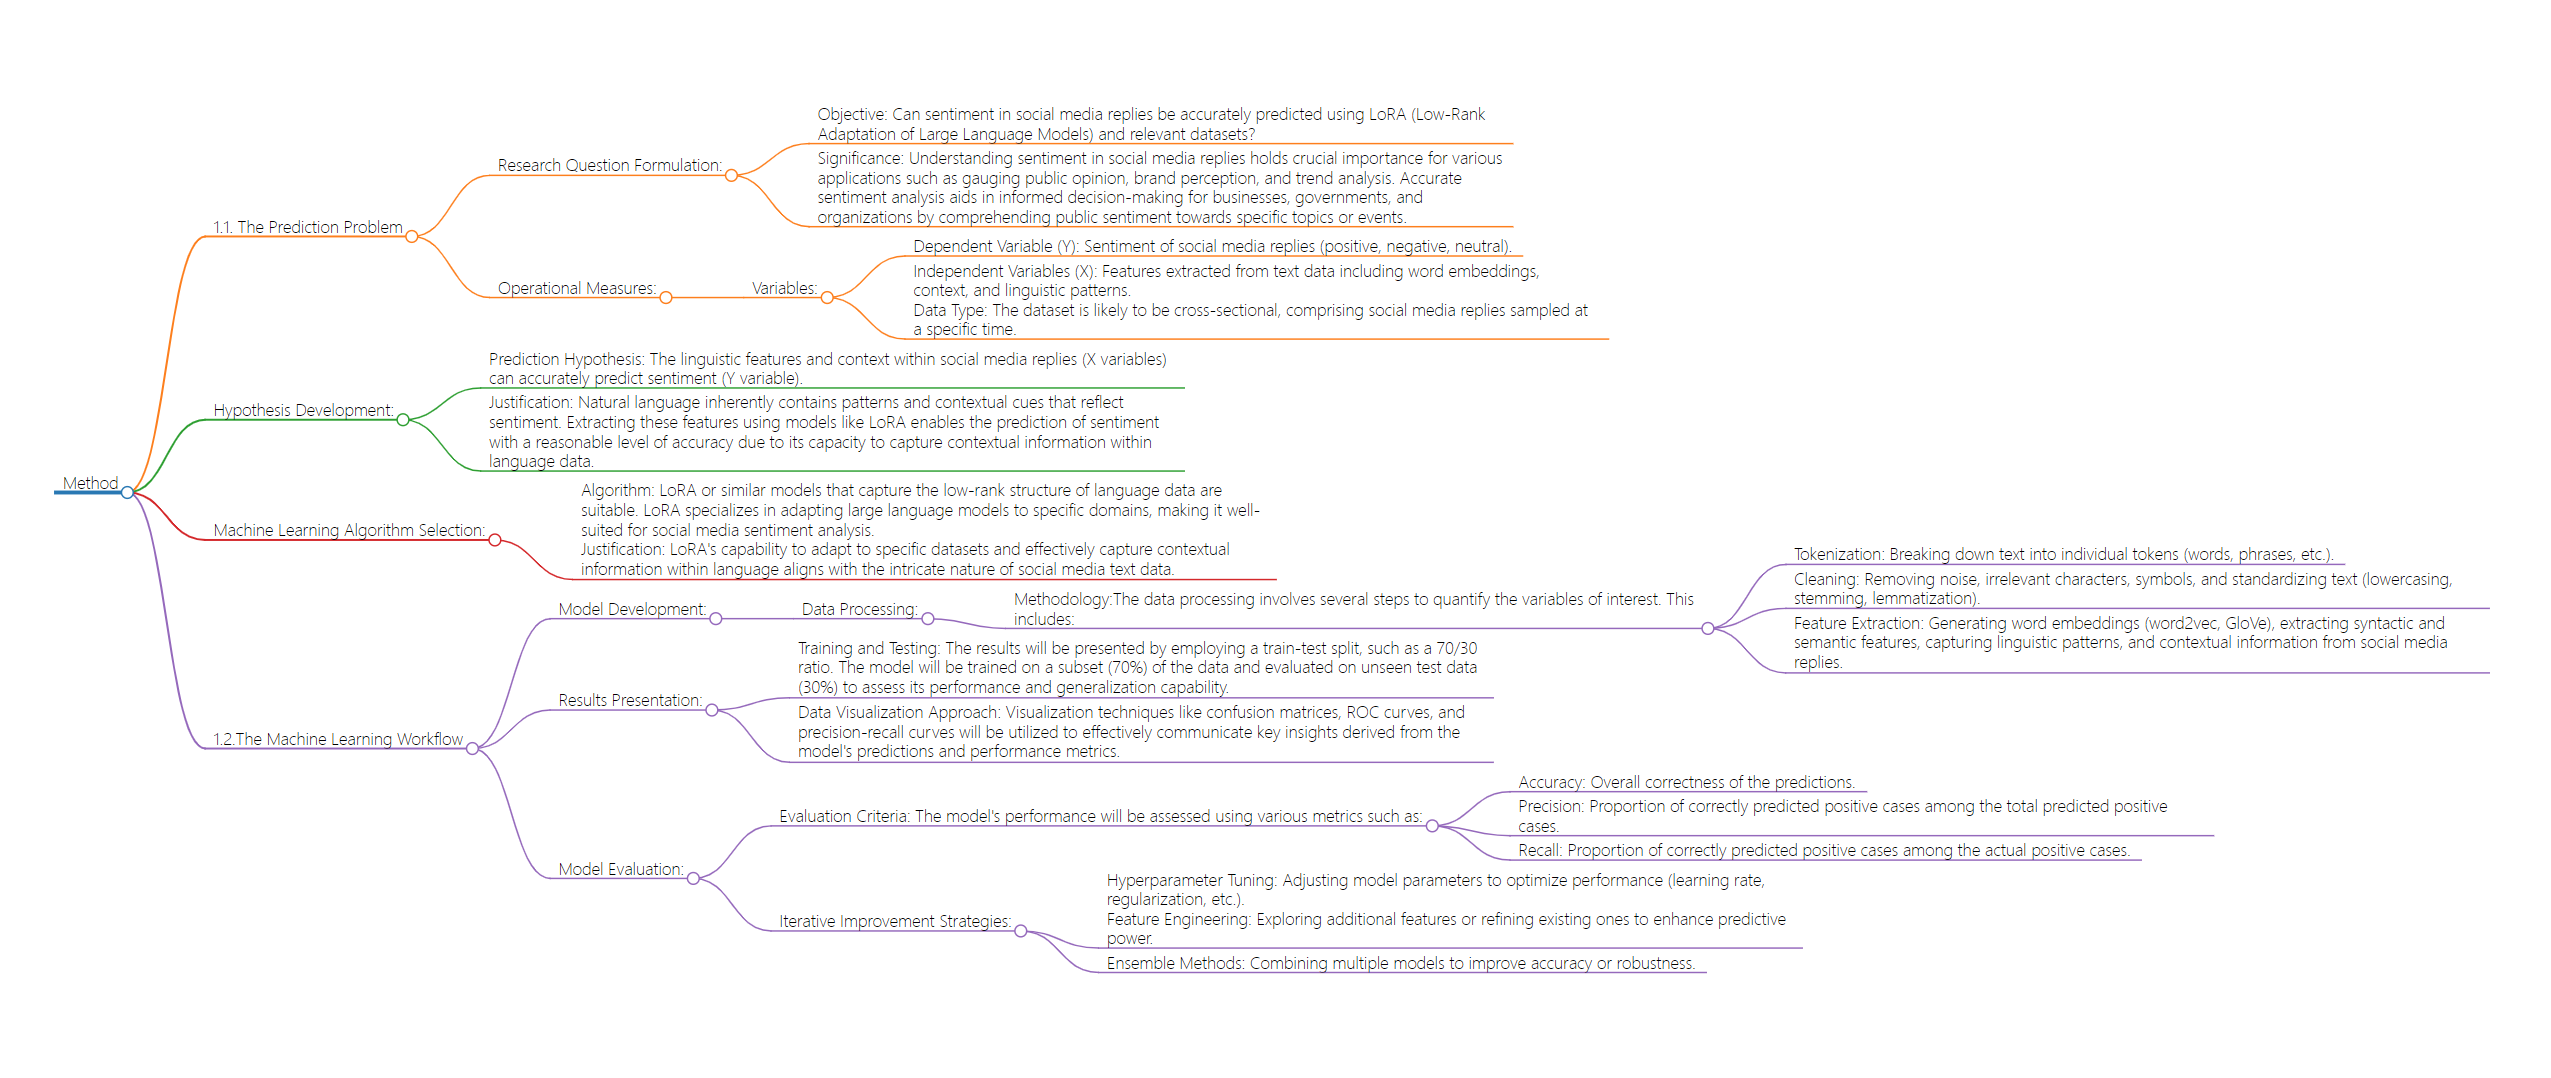 Method
1.1. The Prediction Problem
Research Question Formulation:
Objective: Can sentiment in social media replies be accurately predicted using LoRA (Low-Rank
Adaptation of Large Language Models) and relevant datasets?
Significance: Understanding sentiment in social media replies holds crucial importance for various
applications such as gauging public opinion, brand perception, and trend analysis. Accurate
sentiment analysis aids in informed decision-making for businesses, governments, and
organizations by comprehending public sentiment towards specific topics or events.
Operational Measures:
Variables:
Dependent Variable (Y): Sentiment of social media replies (positive, negative, neutral).
Independent Variables (X): Features extracted from text data including word embeddings,
context, and linguistic patterns.
Data Type: The dataset is likely to be cross-sectional, comprising social media replies sampled at
a specific time.
Hypothesis Development:
Prediction Hypothesis: The linguistic features and context within social media replies (X variables)
can accurately predict sentiment (Y variable).
Justification: Natural language inherently contains patterns and contextual cues that reflect
sentiment. Extracting these features using models like LoRA enables the prediction of sentiment
with a reasonable level of accuracy due to its capacity to capture contextual information within
language data.
Machine Learning Algorithm Selection:
Algorithm: LoRA or similar models that capture the low-rank structure of language data are
suitable. LoRA specializes in adapting large language models to specific domains, making it well-
suited for social media sentiment analysis.
Justification: LoRA's capability to adapt to specific datasets and effectively capture contextual
information within language aligns with the intricate nature of social media text data.
1.2.The Machine Learning Workflow
Model Development:
Data Processing:
Methodology:The data processing involves several steps to quantify the variables of interest. This
includes:
Tokenization: Breaking down text into individual tokens (words, phrases, etc.).
Cleaning: Removing noise, irrelevant characters, symbols, and standardizing text (lowercasing,
stemming, lemmatization).
Feature Extraction: Generating word embeddings (word2vec, GloVe), extracting syntactic and
semantic features, capturing linguistic patterns, and contextual information from social media
replies.
Results Presentation:
Training and Testing: The results will be presented by employing a train-test split, such as a 70/30
ratio. The model will be trained on a subset (70%) of the data and evaluated on unseen test data
(30%) to assess its performance and generalization capability.
Data Visualization Approach: Visualization techniques like confusion matrices, ROC curves, and
precision-recall curves will be utilized to effectively communicate key insights derived from the
model's predictions and performance metrics.
Model Evaluation:
Evaluation Criteria: The model's performance will be assessed using various metrics such as:
Accuracy: Overall correctness of the predictions.
Precision: Proportion of correctly predicted positive cases among the total predicted positive
cases.
Recall: Proportion of correctly predicted positive cases among the actual positive cases.
Iterative Improvement Strategies:
Hyperparameter Tuning: Adjusting model parameters to optimize performance (learning rate,
regularization, etc.).
Feature Engineering: Exploring additional features or refining existing ones to enhance predictive
power.
Ensemble Methods: Combining multiple models to improve accuracy or robustness.